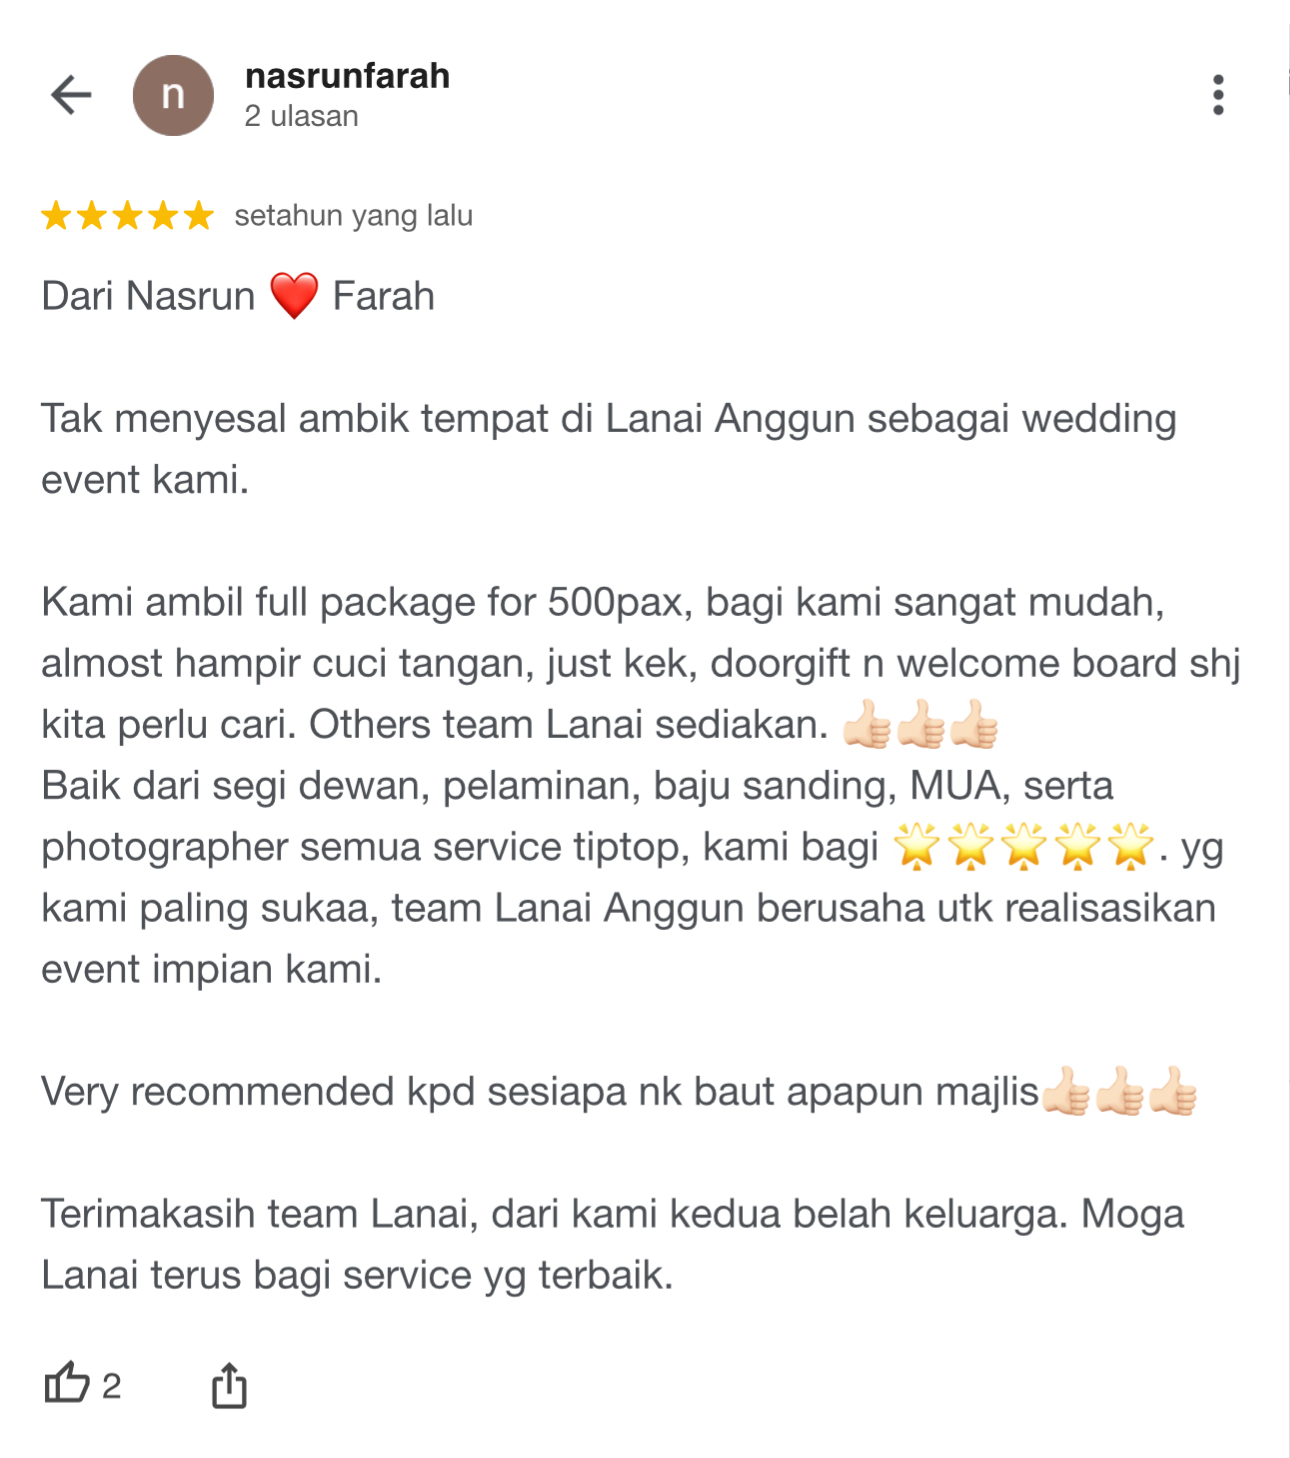 n
nasrunfarah
2 ulasan
setahun yang lalu
Dari Nasrun ❤️ Farah
Tak menyesal ambik tempat di Lanai Anggun sebagai wedding
event kami.
Kami ambil full package for 500pax, bagi kami sangat mudah,
almost hampir cuci tangan, just kek, doorgift n welcome board shj
kita perlu cari. Others team Lanai sediakan. 👍🏻👍🏻👍🏻
Baik dari segi dewan, pelaminan, baju sanding, MUA, serta
photographer semua service tiptop, kami bagi 🌟🌟🌟🌟🌟. yg
kami paling sukaa, team Lanai Anggun berusaha utk realisasikan
event impian kami.
Very recommended kpd sesiapa nk baut apapun majlis👍🏻👍🏻👍🏻
Terimakasih team Lanai, dari kami kedua belah keluarga. Moga
Lanai terus bagi service yg terbaik.
2